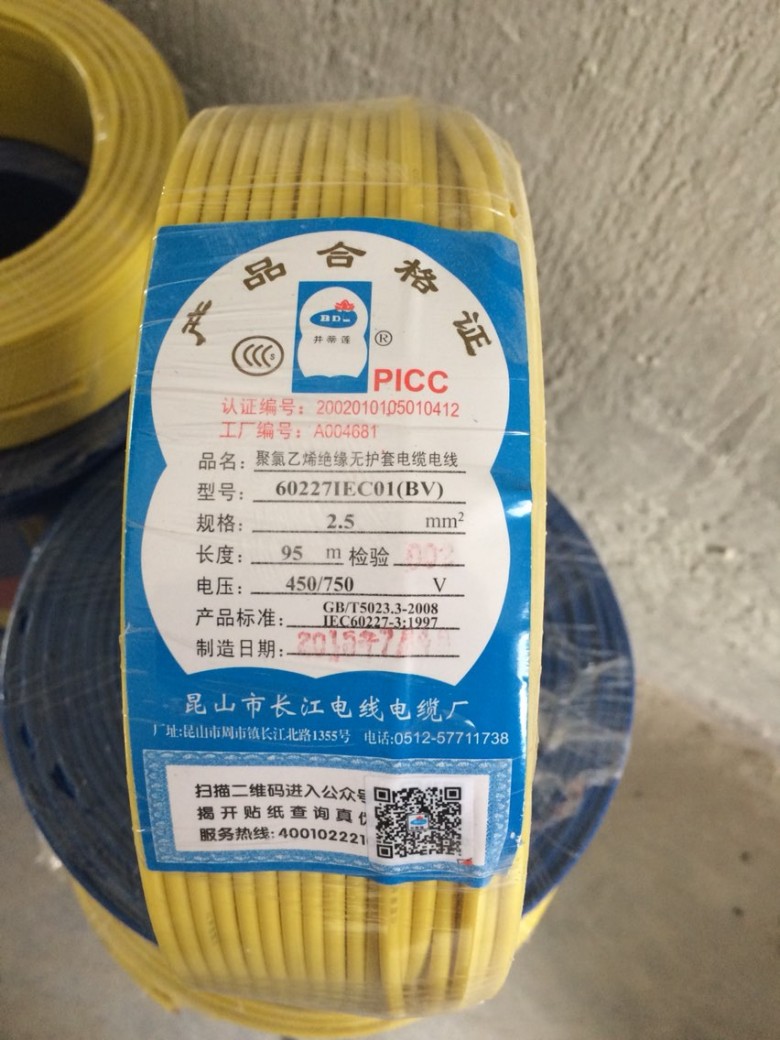 产品合格证
BD
并蒂莲
®
CCC S
PICC
认证编号：2002010105010412
工厂编号：A004681
品名：聚氯乙烯绝缘无护套电缆电线
型号：60227IEC01(BV)
规格：2.5 mm²
长度：95 m 检验 002
电压：450/750 V
产品标准：GB/T5023.3-2008
IEC60227-3:1997
制造日期：
昆山市长江电线电缆厂
厂址:昆山市周市镇长江北路1355号 电话:0512-57711738
扫描二维码进入公众号
揭开贴纸查询真
服务热线:400102221